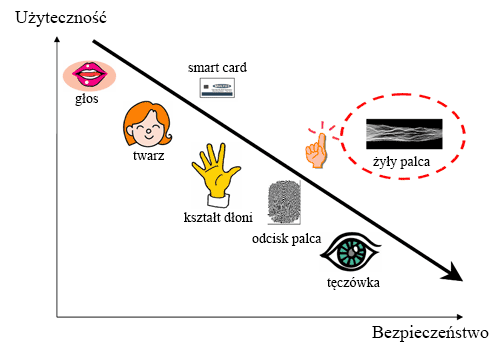 Użyteczność
smart card
głos
twarz
żyły palca
kształt dłoni
odcisk palca
tęczówka
Bezpieczeństwo